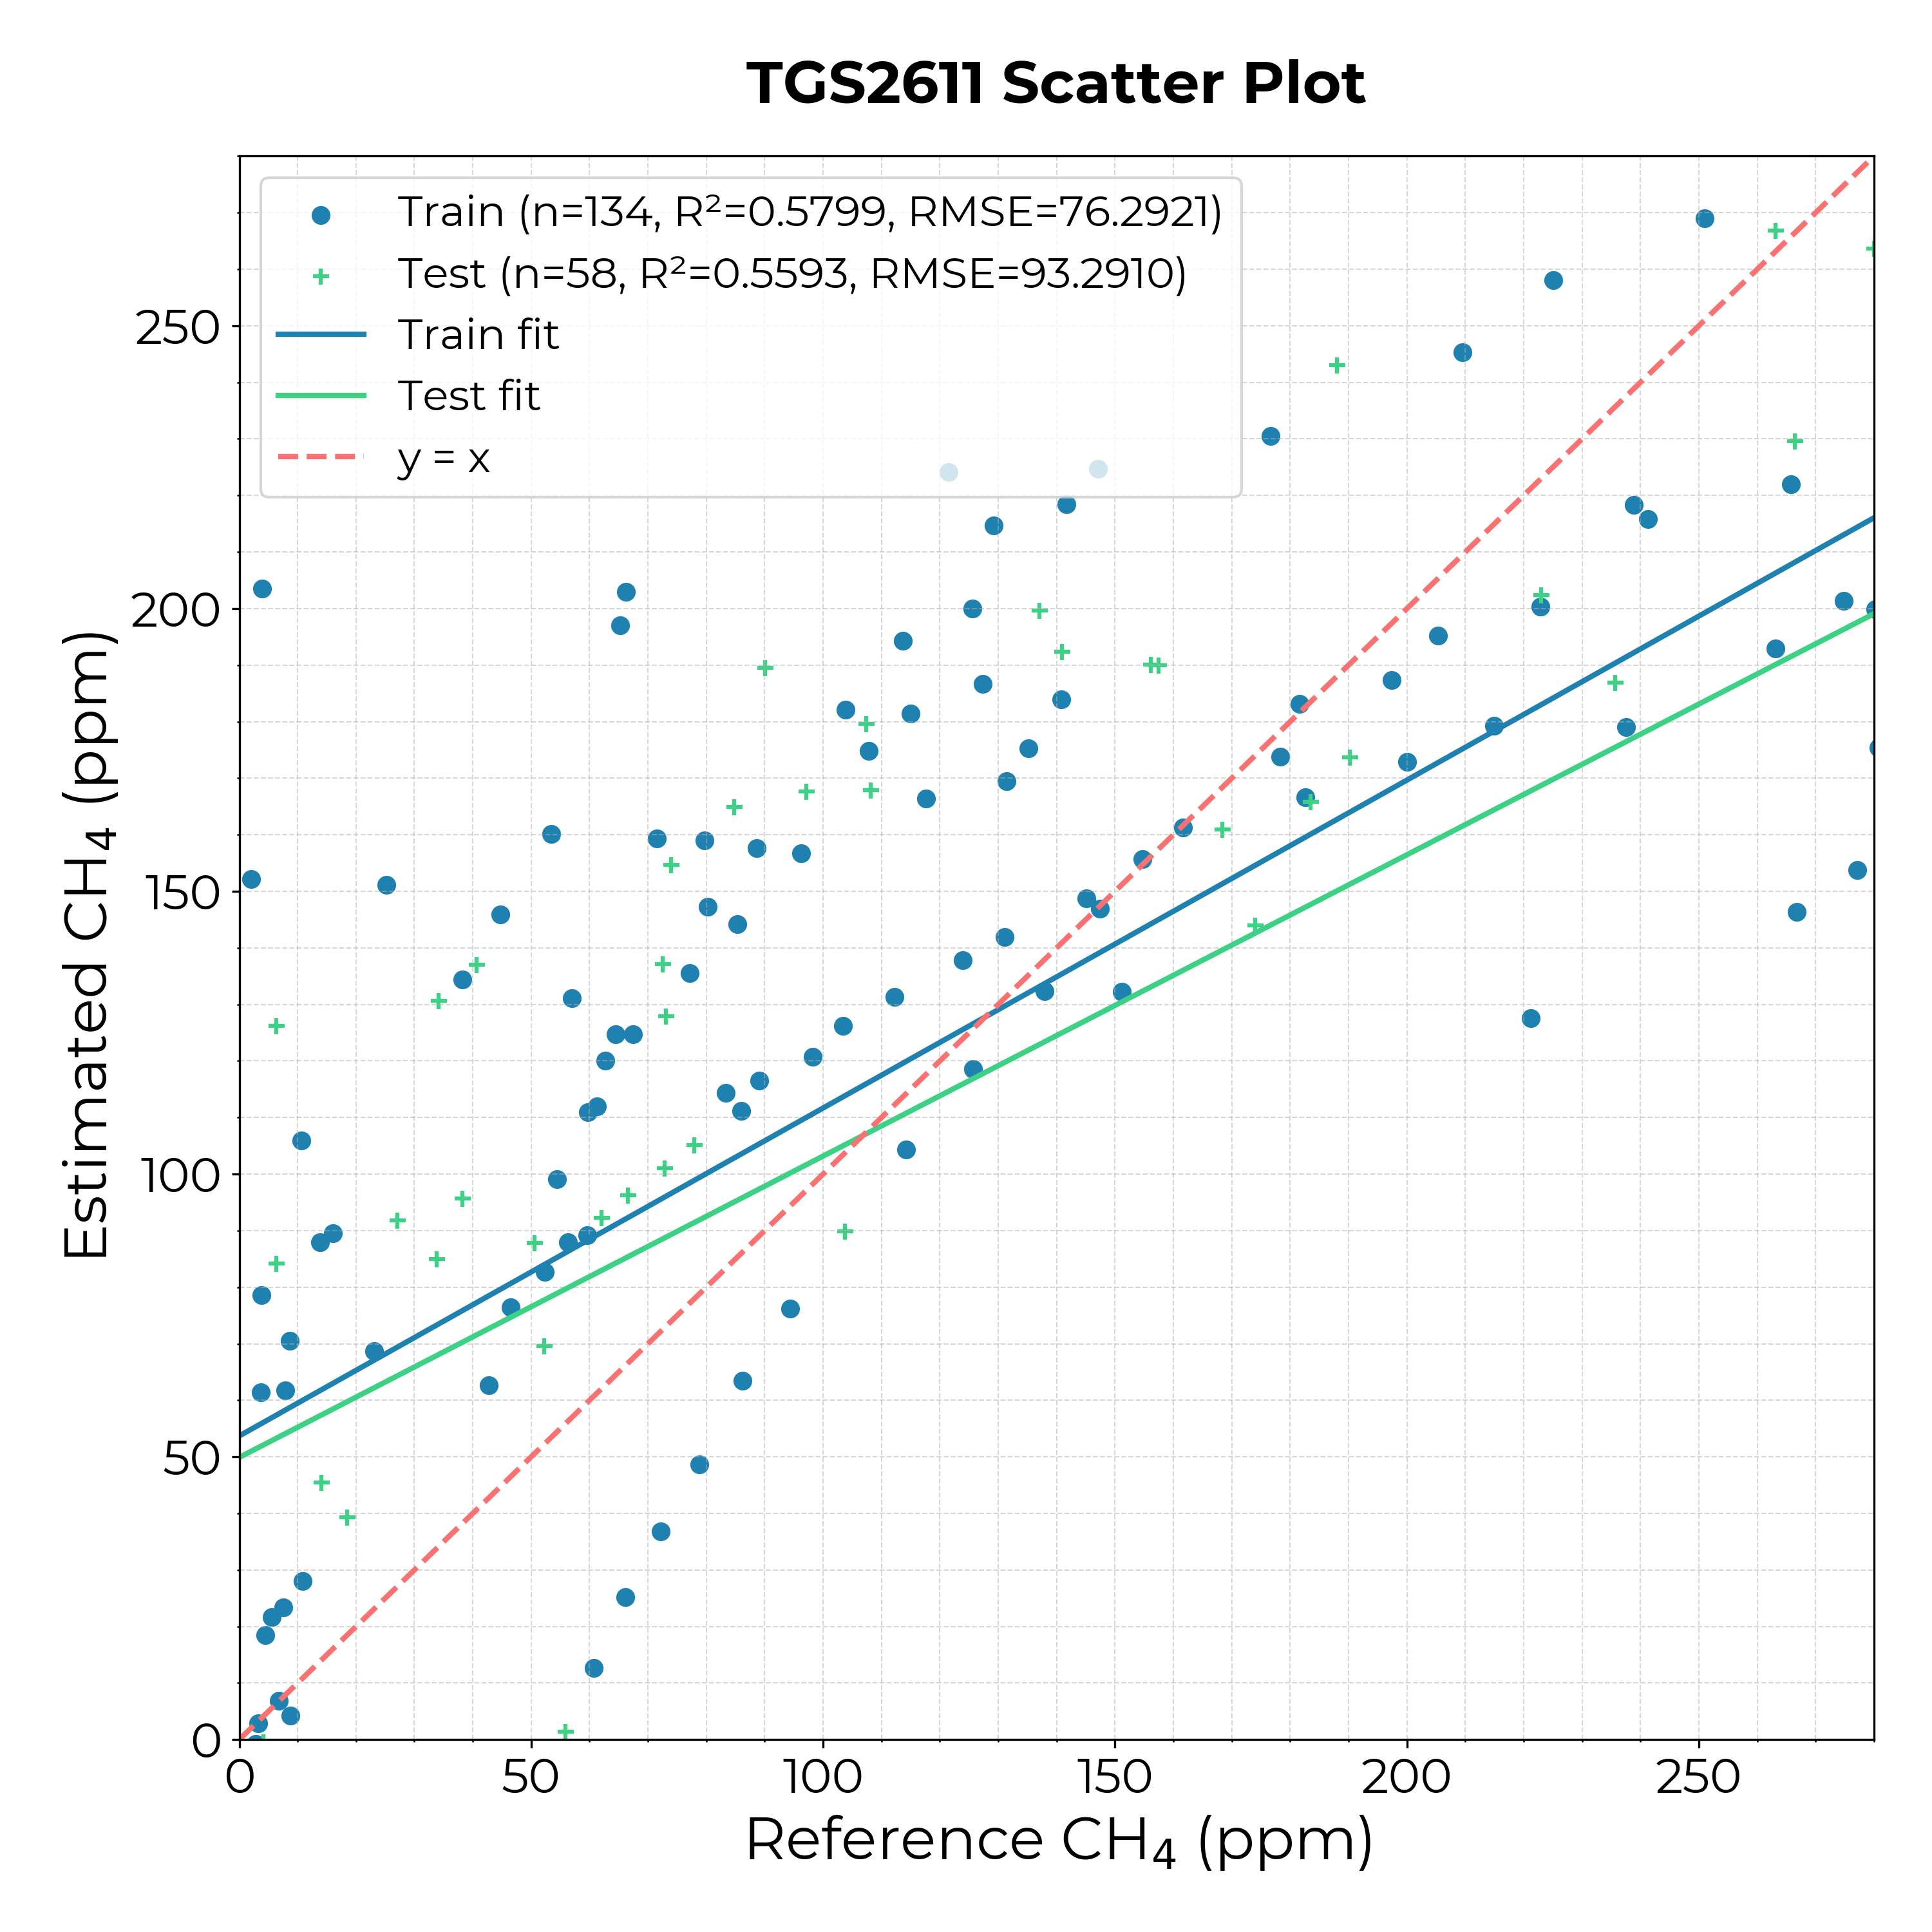 TGS2611 Scatter Plot
Train (n=134, R²=0.5799, RMSE=76.2921)
Test (n=58, R²=0.5593, RMSE=93.2910)
Train fit
Test fit
y = x
Estimated CH₄ (ppm)
250
200
150
100
50
0
0 50 100 150 200 250
Reference CH₄ (ppm)